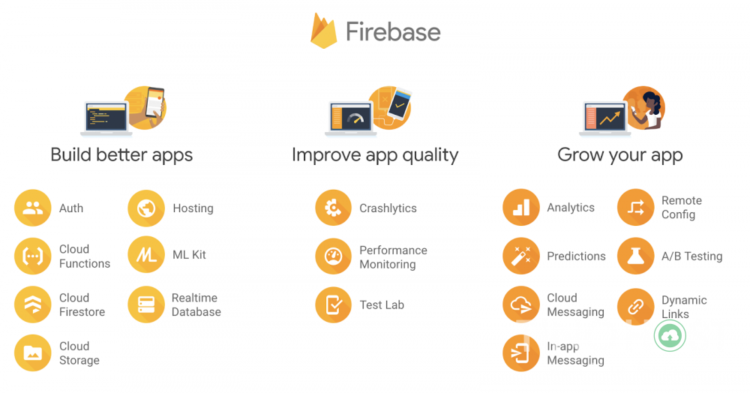 Firebase
Build better apps
Auth
Hosting
Cloud
Functions
ML Kit
Cloud
Firestore
Realtime
Database
Cloud
Storage
Improve app quality
Crashlytics
Performance
Monitoring
Test Lab
Grow your app
Analytics
Remote
Config
Predictions
A/B Testing
Cloud
Messaging
Dynamic
Links
In-app
Messaging